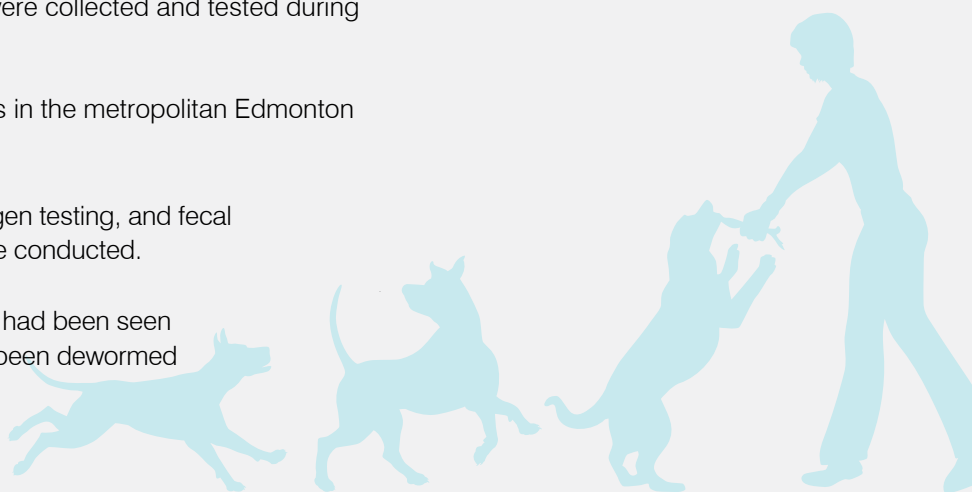 were collected and tested during
s in the metropolitan Edmonton
gen testing, and fecal
e conducted.
had been seen
been dewormed